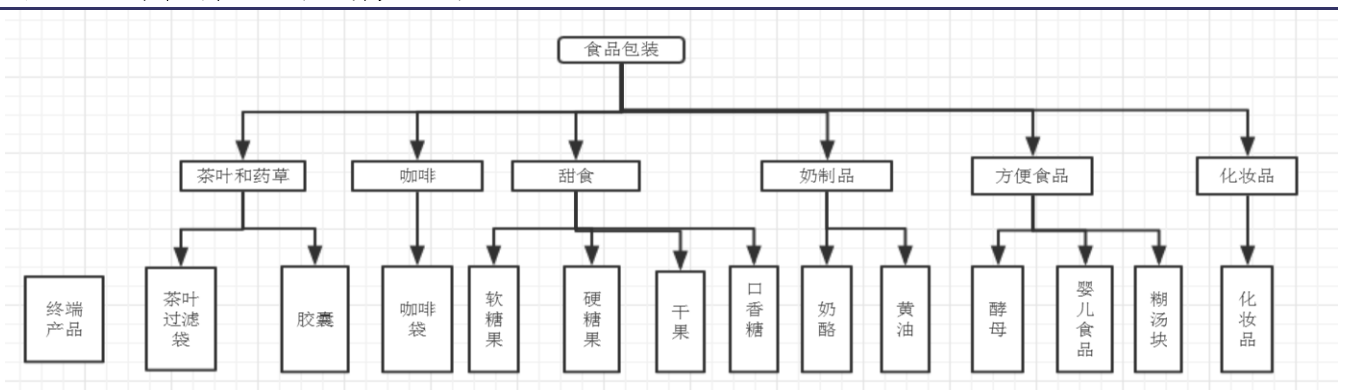 食品包装
茶叶和药草
咖啡
甜食
奶制品
方便食品
化妆品
终端
产品
茶叶
过滤
袋
胶囊
咖啡
袋
软
糖
果
硬
糖
果
干
果
口
香
糖
奶
酪
黄
油
酵
母
婴
儿
食
品
糊
汤
块
化
妆
品